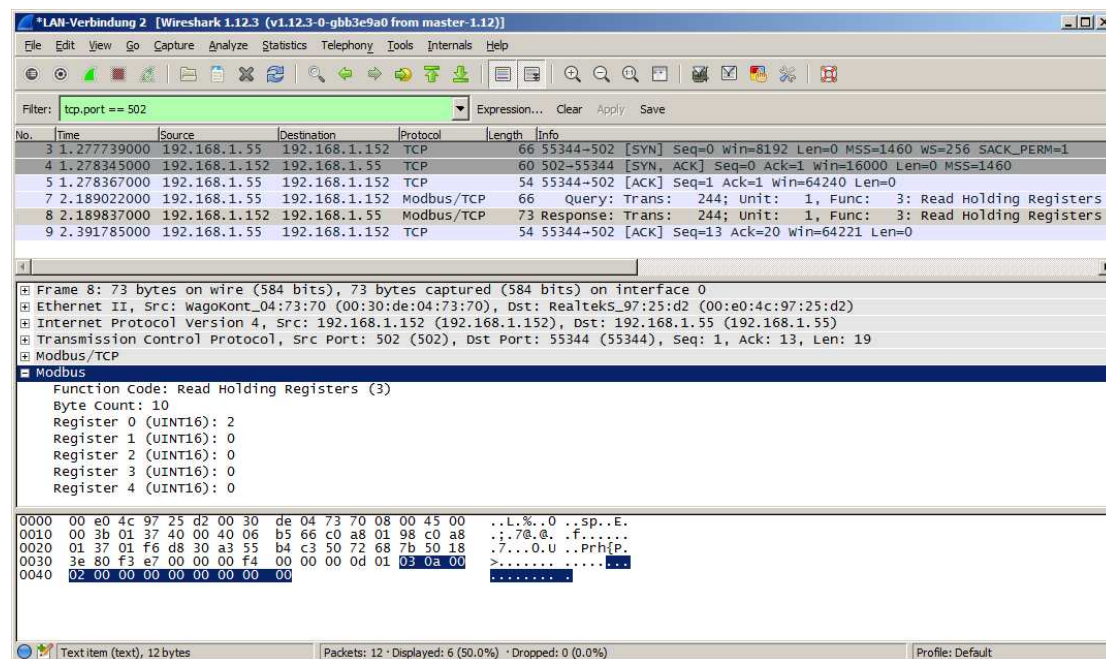 *LAN-Verbindung 2 [Wireshark 1.12.3 (v1.12.3-0-gbb3e9a0 from master-1.12)]
File Edit View Go Capture Analyze Statistics Telephony Tools Internals Help
Filter: tcp.port == 502 Expression... Clear Apply Save
No. Time Source Destination Protocol Length Info
3 1.277739000 192.168.1.55 192.168.1.152 TCP 66 55344→502 [SYN] Seq=0 Win=8192 Len=0 MSS=1460 WS=256 SACK_PERM=1
4 1.278345000 192.168.1.152 192.168.1.55 TCP 60 502→55344 [SYN, ACK] Seq=0 Ack=1 Win=16000 Len=0 MSS=1460
5 1.278367000 192.168.1.55 192.168.1.152 TCP 54 55344→502 [ACK] Seq=1 Ack=1 Win=64240 Len=0
7 2.189022000 192.168.1.55 192.168.1.152 Modbus/TCP 66 Query: Trans: 244; Unit: 1, Func: 3: Read Holding Registers
8 2.189837000 192.168.1.152 192.168.1.55 Modbus/TCP 73 Response: Trans: 244; Unit: 1, Func: 3: Read Holding Registers
9 2.391785000 192.168.1.55 192.168.1.152 TCP 54 55344→502 [ACK] Seq=13 Ack=20 Win=64221 Len=0
Frame 8: 73 bytes on wire (584 bits), 73 bytes captured (584 bits) on interface 0
Ethernet II, Src: WagoKont_04:73:70 (00:30:de:04:73:70), Dst: RealtekS_97:25:d2 (00:e0:4c:97:25:d2)
Internet Protocol Version 4, Src: 192.168.1.152 (192.168.1.152), Dst: 192.168.1.55 (192.168.1.55)
Transmission Control Protocol, Src Port: 502 (502), Dst Port: 55344 (55344), Seq: 1, Ack: 13, Len: 19
Modbus/TCP
Modbus
Function Code: Read Holding Registers (3)
Byte Count: 10
Register 0 (UINT16): 2
Register 1 (UINT16): 0
Register 2 (UINT16): 0
Register 3 (UINT16): 0
Register 4 (UINT16): 0
0000 00 e0 4c 97 25 d2 00 30 de 04 73 70 08 00 45 00 ..L.%..0 ..sp..E.
0010 00 3b 01 37 40 00 40 06 b5 66 c0 a8 01 98 c0 a8 .;.7@.@. .f......
0020 01 37 01 f6 d8 30 a3 55 b4 c3 50 72 68 7b 50 18 .7...0.U ..Prh{P.
0030 3e 80 f3 e7 00 00 00 f4 00 00 00 0d 01 03 0a 00 >....... ........
0040 02 00 00 00 00 00 00 00 00 ........ .
Text item (text), 12 bytes Packets: 12 · Displayed: 6 (50.0%) · Dropped: 0 (0.0%) Profile: Default